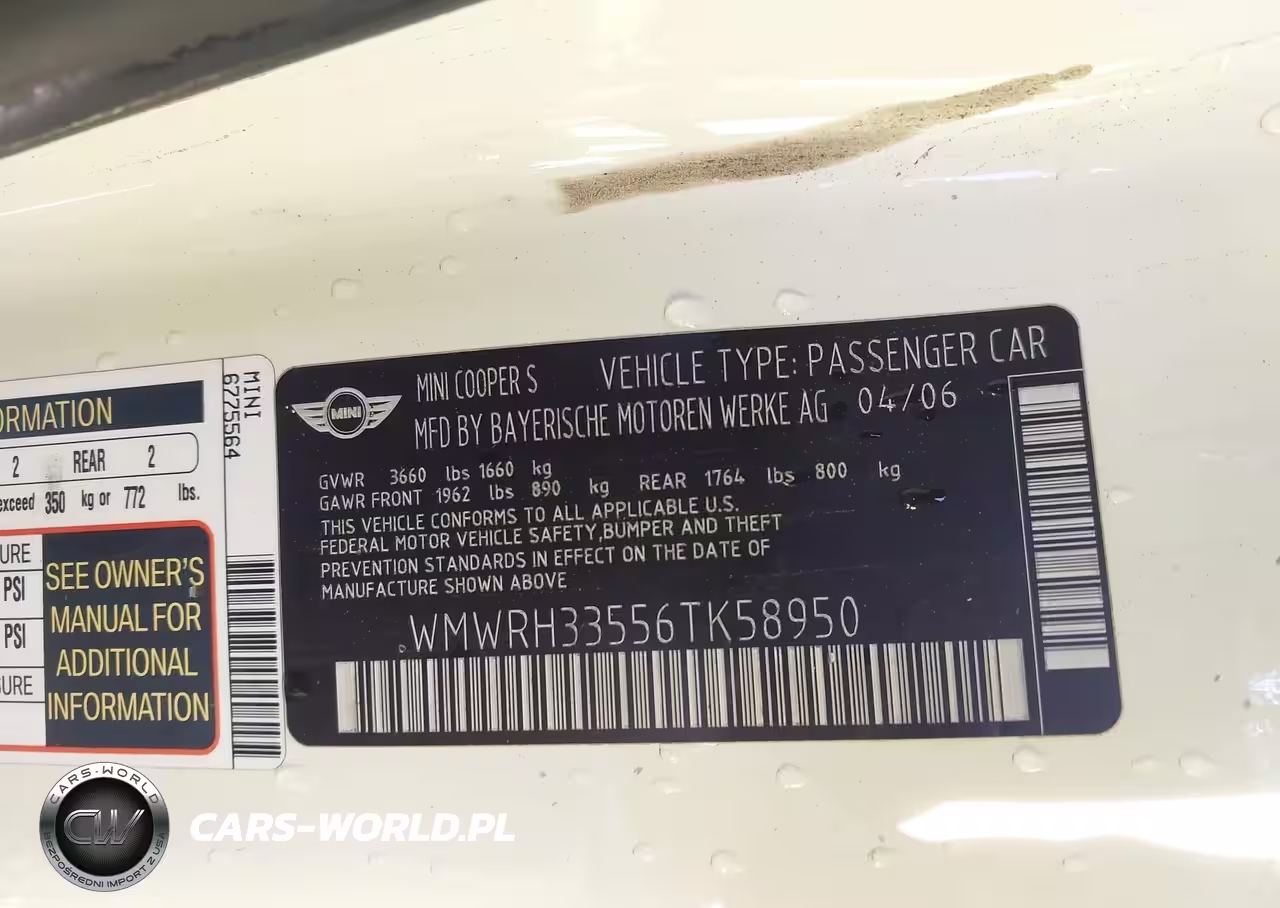 ORMATION
2 REAR 2
exceed 350 kg or 772 lbs.
URE
PSI
PSI
SURE
SEE OWNER'S
MANUAL FOR
ADDITIONAL
INFORMATION
MINI
6775564
MINI
MINI COOPER S VEHICLE TYPE: PASSENGER CAR
MFD BY BAYERISCHE MOTOREN WERKE AG 04/06
GVWR 3660 lbs 1660 kg
GAWR FRONT 1962 lbs 890 kg REAR 1764 lbs 800 kg
THIS VEHICLE CONFORMS TO ALL APPLICABLE U.S.
FEDERAL MOTOR VEHICLE SAFETY,BUMPER AND THEFT
PREVENTION STANDARDS IN EFFECT ON THE DATE OF
MANUFACTURE SHOWN ABOVE
WMWRH33556TK58950
CARS-WORLD
CW
BEZPOŚREDNI IMPORT Z USA
CARS-WORLD.PL